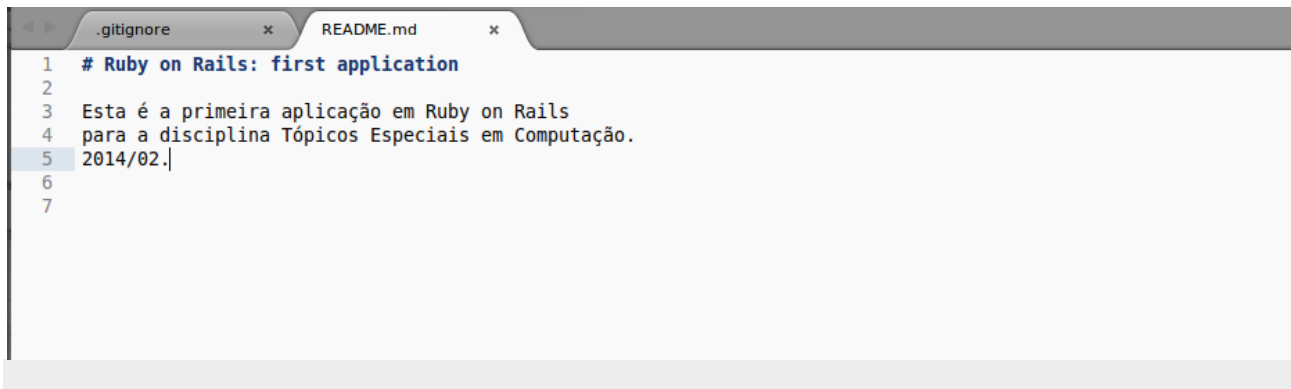 .gitignore × README.md ×
1 # Ruby on Rails: first application
2
3 Esta é a primeira aplicação em Ruby on Rails
4 para a disciplina Tópicos Especiais em Computação.
5 2014/02.
6
7